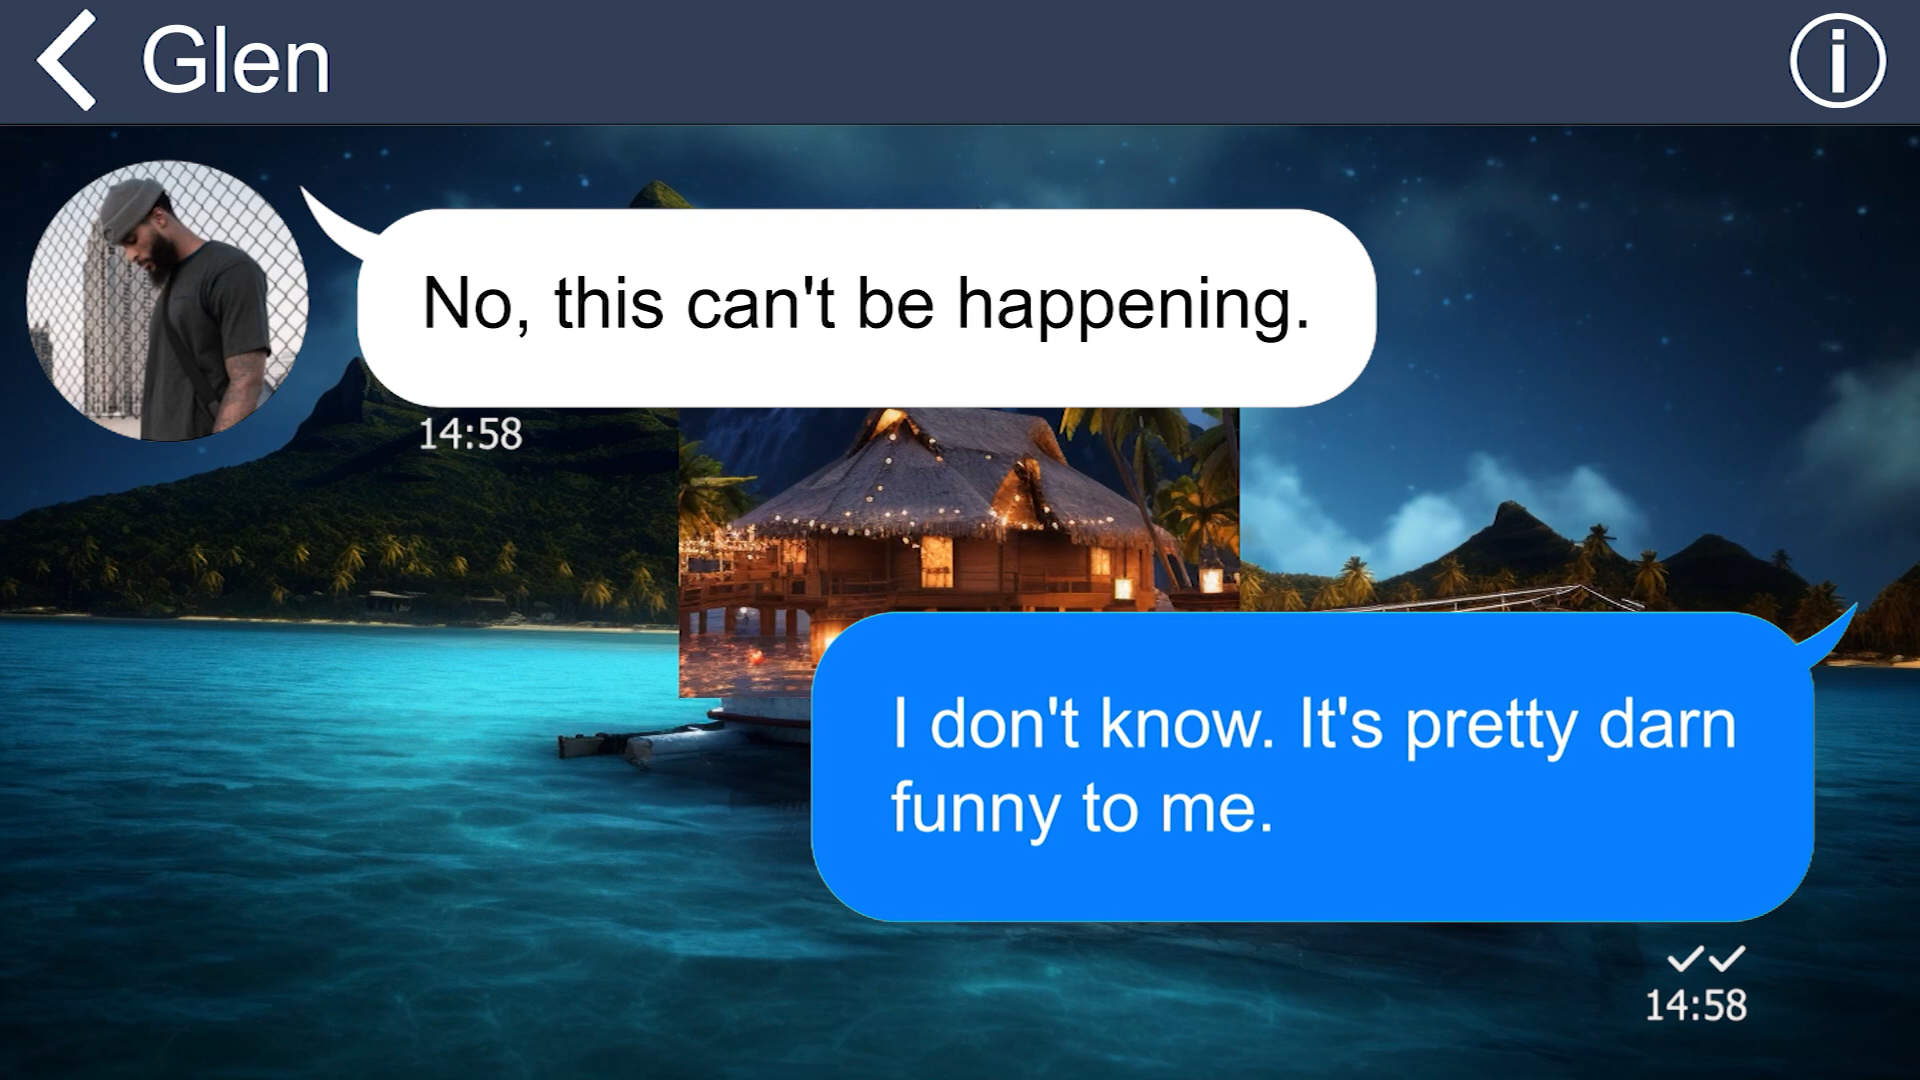 Glen
No, this can't be happening.
14:58
I don't know. It's pretty darn
funny to me.
14:58